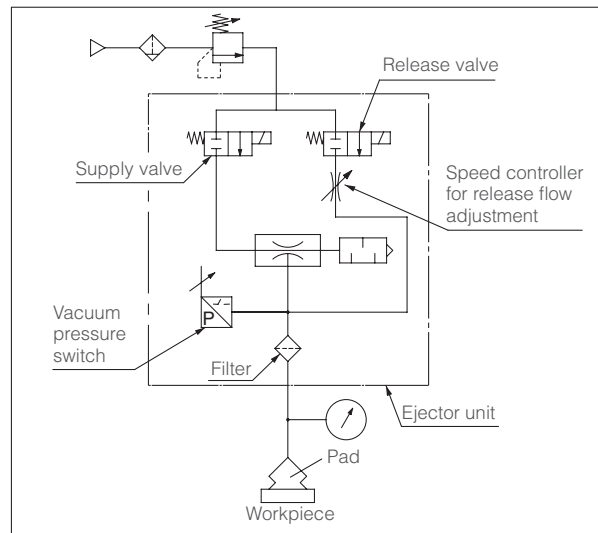 Release valve
Supply valve
Speed controller
for release flow
adjustment
Vacuum
pressure
switch
P
Filter
Ejector unit
Pad
Workpiece